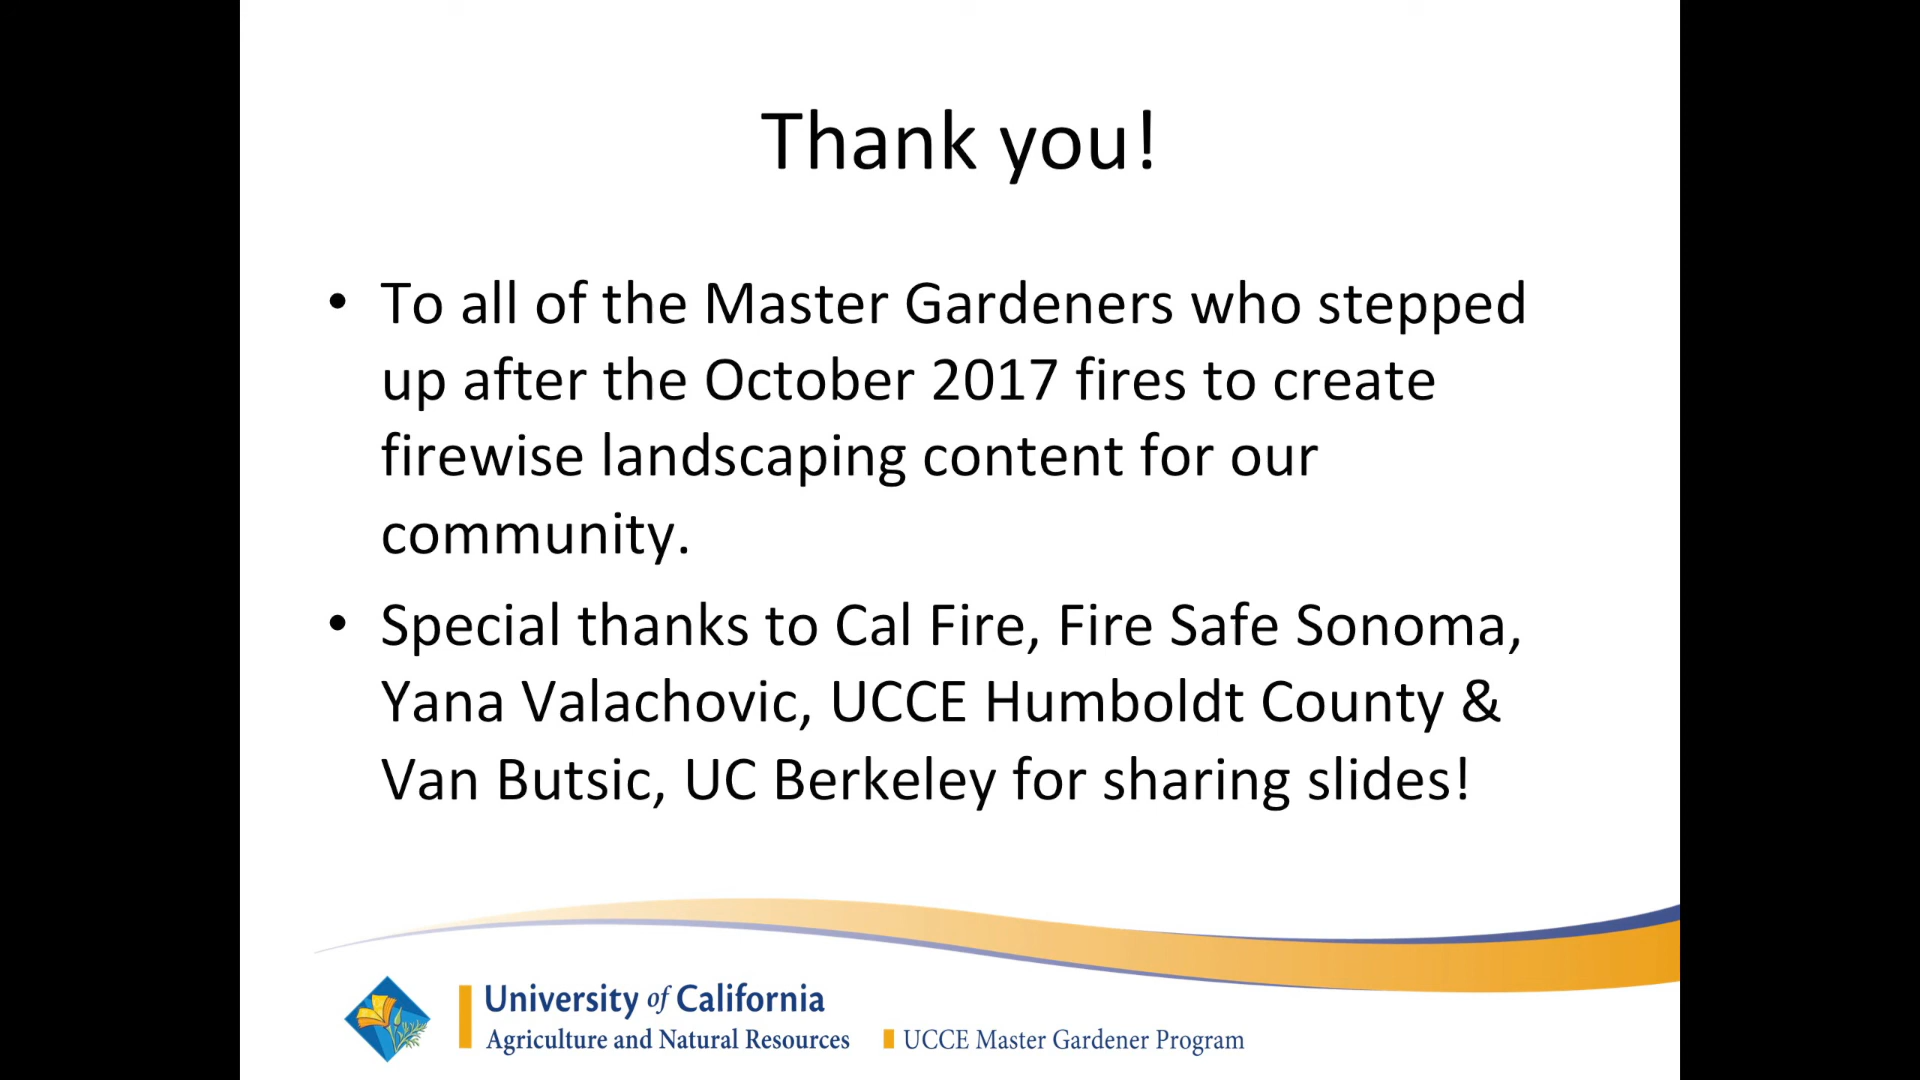 Thank you!
• To all of the Master Gardeners who stepped
up after the October 2017 fires to create
firewise landscaping content for our
community.
• Special thanks to Cal Fire, Fire Safe Sonoma,
Yana Valachovic, UCCE Humboldt County &
Van Butsic, UC Berkeley for sharing slides!
University of California
Agriculture and Natural Resources
UCCE Master Gardener Program